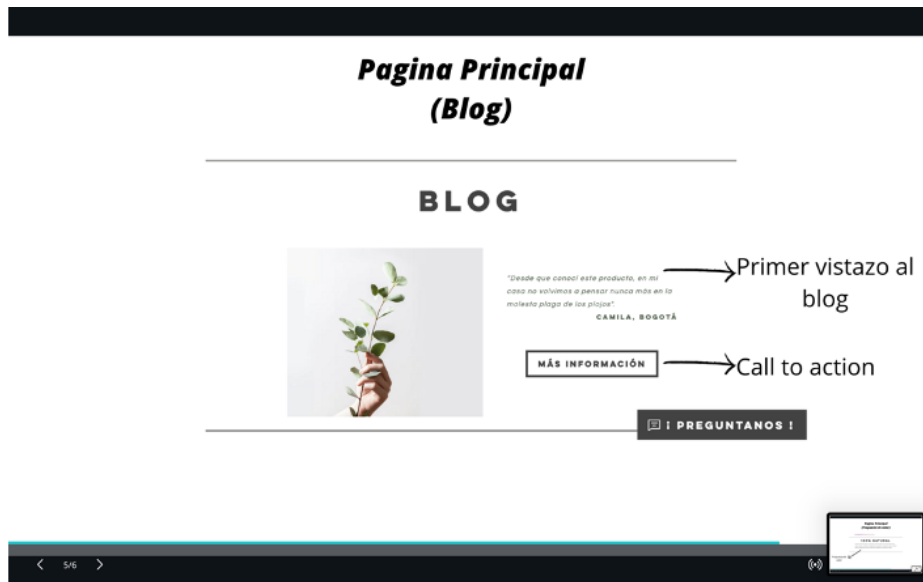 Pagina Principal
(Blog)
BLOG
"Desde que conocí este producto, en mi
casa no volvimos a pensar nunca más en la
molesta plaga de los piojos".
CAMILA, BOGOTÁ
Primer vistazo al
blog
MÁS INFORMACIÓN
Call to action
¡ PREGUNTANOS !
5/6
100% NATURAL